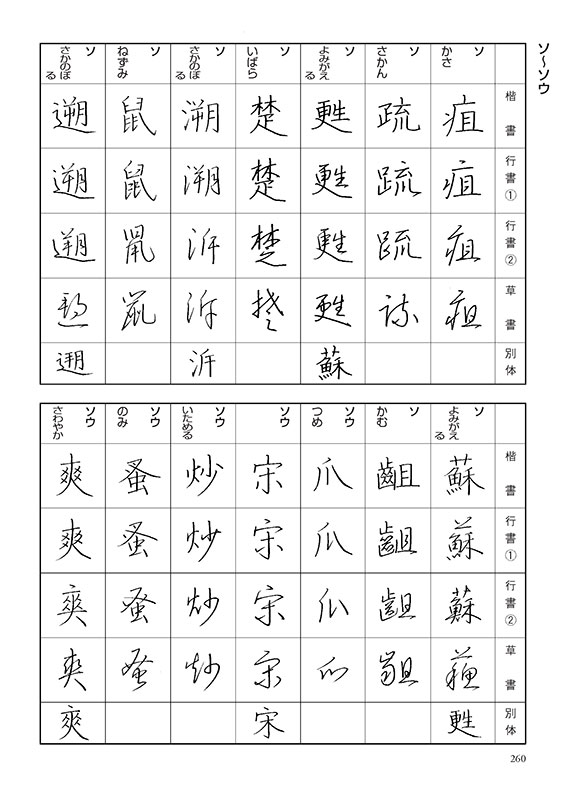 ソ〜ソウ
楷書 行書① 行書② 草書 別体
ソ
かさ
疽 疽 疽 疽
ソ
さかん
疏 疏 疏 疏
ソ
よみがえる
甦 甦 甦 甦 蘇
ソ
いばら
楚 楚 楚 楚
ソ
さかのぼる
溯 溯 泝 泝 泝
ソ
ねずみ
鼠 鼠 鼠 鼠
ソ
さかのぼる
遡 遡 遡 遡 遡
楷書 行書① 行書② 草書 別体
ソ
よみがえる
蘇 蘇 蘇 蘇 甦
ソ
かむ
齟 齟 齟 齟
ソウ
つめ
爪 爪 爪 爪
ソウ
宋 宋 宋 宋 宋
ソウ
いためる
炒 炒 炒 炒
ソウ
のみ
蚤 蚤 蚤 蚤
ソウ
さわやか
爽 爽 爽 爽 爽
260